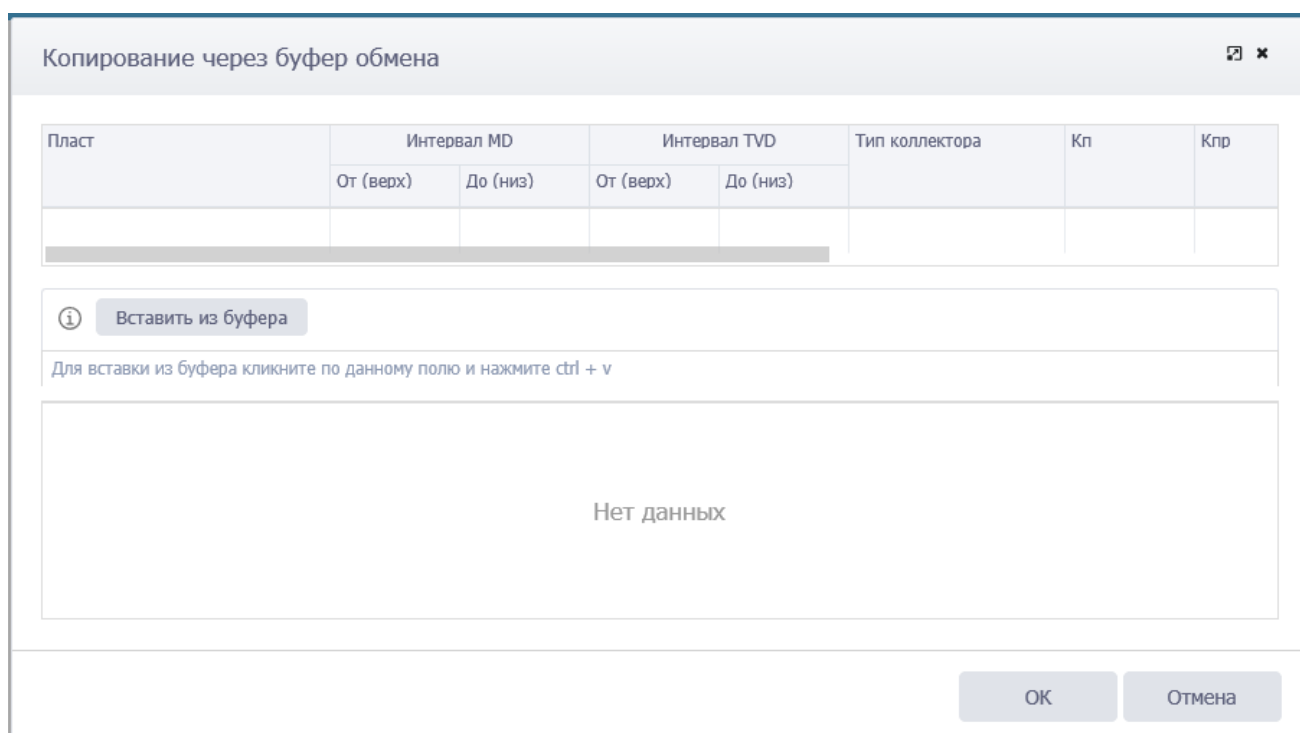 Копирование через буфер обмена
Пласт Интервал MD Интервал TVD Тип коллектора Кп Кпр
От (верх) До (низ) От (верх) До (низ)
Вставить из буфера
Для вставки из буфера кликните по данному полю и нажмите ctrl + v
Нет данных
OK Отмена